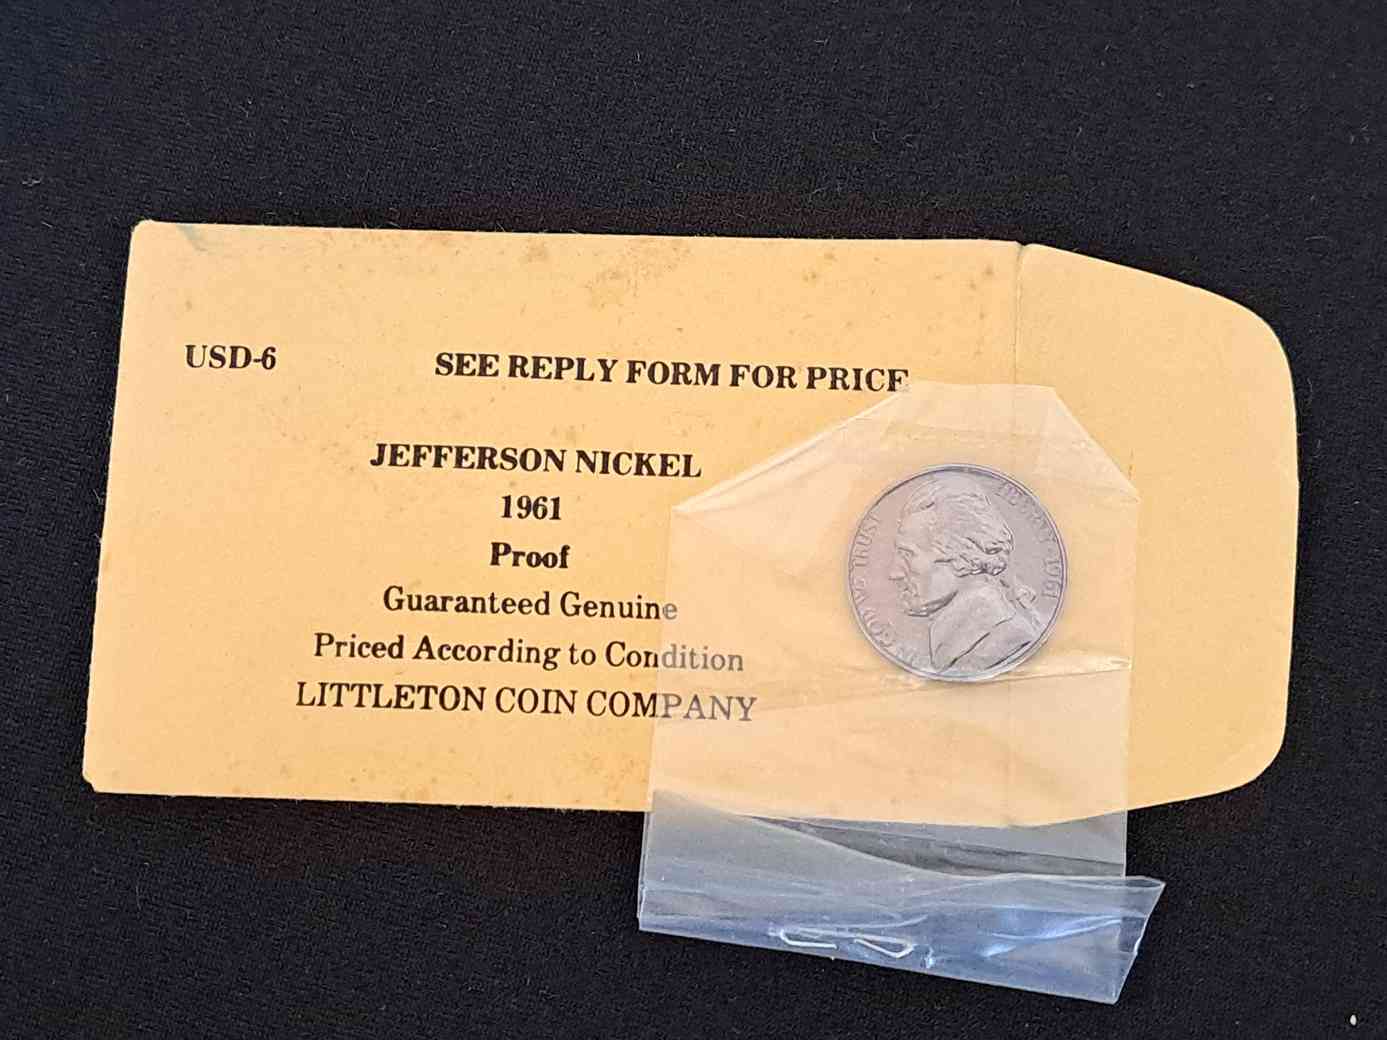 USD-6 SEE REPLY FORM FOR PRICE
JEFFERSON NICKEL
1961
Proof
Guaranteed Genuine
Priced According to Condition
LITTLETON COIN COMPANY
IN GOD WE TRUST
LIBERTY 1961